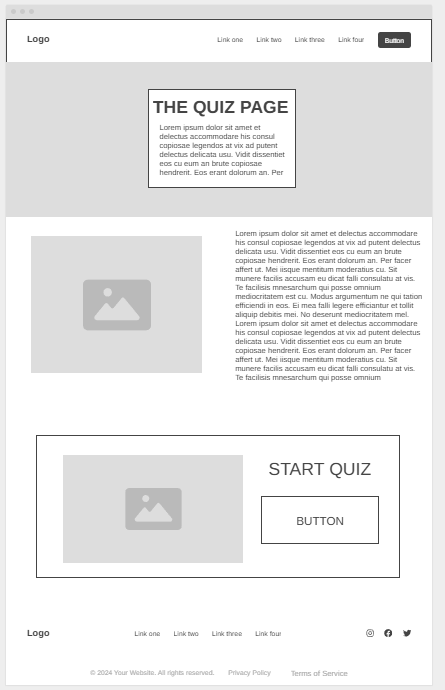 Logo
Link one Link two Link three Link four Button
THE QUIZ PAGE
Lorem ipsum dolor sit amet et
delectus accommodare his consul
copiosae legendos at vix ad putent
delectus delicata usu. Vidit dissentiet
eos cu eum copiosae copiosae
hendrerit. Eos erant dolorum an. Per
Lorem ipsum dolor sit amet et delectus accommodare
his consul copiosae legendos at vix ad putent delectus
delicata usu. Vidit dissentiet eos cu eum an brute
copiosae hendrerit. Eos erant dolorum an. Per facer
affert ut. Mei iisque mentitum moderatius cu. Sit
munere facilis accusam eu dicat falli consulatu at vis.
Te facilisis mnesarchum qui posse omnium
mediocritatem est cu. Modus argumentum ne qui tation
efficiendi in eos. Ei mea falli legere efficiantur et tollit
aliquip debitis mei. No deserunt mediocritatem mel.
Lorem ipsum dolor sit amet et delectus accommodare
his consul copiosae legendos at vix ad putent delectus
delicata usu. Vidit dissentiet eos cu eum an brute
copiosae hendrerit. Eos erant dolorum an. Per facer
affert ut. Mei iisque mentitum moderatius cu. Sit
munere facilis accusam eu dicat falli consulatu at vis.
Te facilisis mnesarchum qui posse omnium
START QUIZ
BUTTON
Logo
Link one Link two Link three Link four
© 2024 Your Website. All rights reserved. Privacy Policy Terms of Service